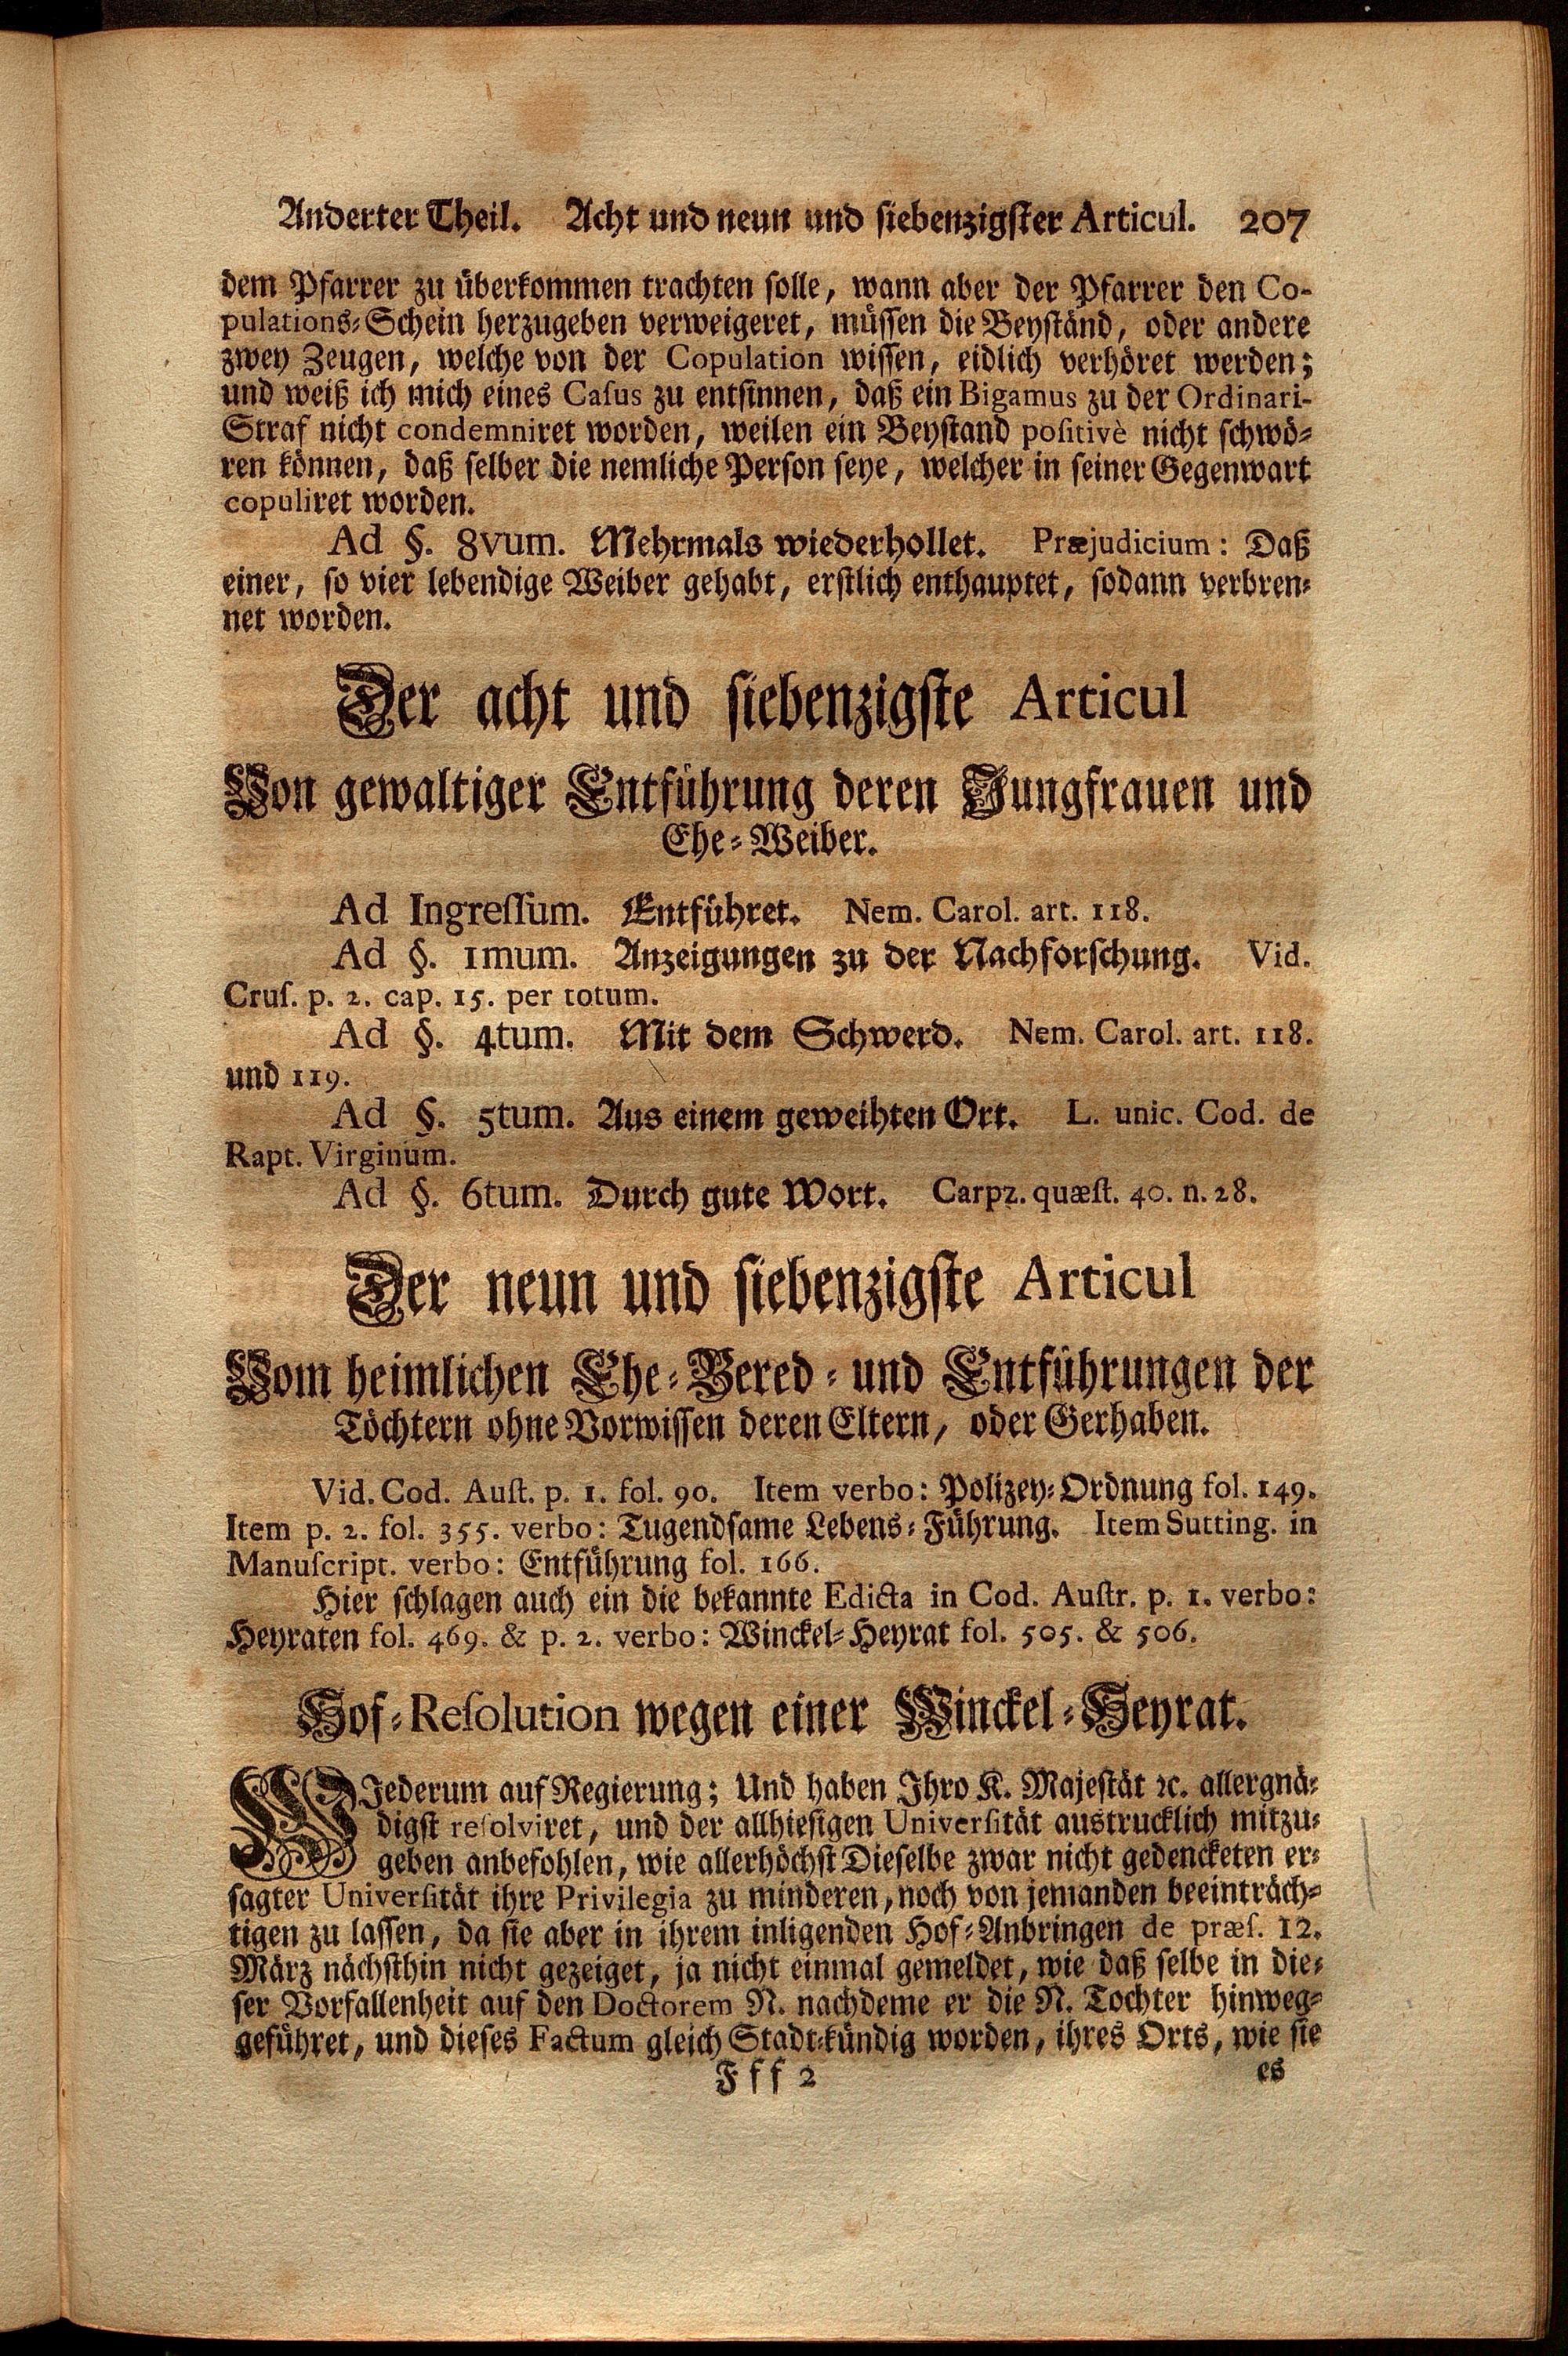 Anderter Theil. Acht und neun und siebenzigster Articul. 207
dem Pfarrer zu überkommen trachten solle, wann aber der Pfarrer den Co-
pulations-Schein herzugeben verweigeret, müssen die Beyständ, oder andere
zwey Zeugen, welche von der Copulation wissen, eidlich verhöret werden;
und weiß ich mich eines Casus zu entsinnen, daß ein Bigamus zu der Ordinari-
Straf nicht condemniret worden, weilen ein Beystand positivè nicht schwö-
ren können, daß selber die nemliche Person seye, welcher in seiner Gegenwart
copuliret worden.
Ad §. 8vum. Mehrmals wiederhollet. Præjudicium: Daß
einer, so vier lebendige Weiber gehabt, erstlich enthauptet, sodann verbren-
net worden.
Der acht und siebenzigste Articul
Von gewaltiger Entführung deren Jungfrauen und
Ehe-Weiber.
Ad Ingressum. Entführet. Nem. Carol. art. 118.
Ad §. 1mum. Anzeigungen zu der Nachforschung. Vid.
Crus. p. 2. cap. 15. per totum.
Ad §. 4tum. Mit dem Schwerd. Nem. Carol. art. 118.
und 119.
Ad §. 5tum. Aus einem geweihten Ort. L. unic. Cod. de
Rapt. Virginum.
Ad §. 6tum. Durch gute Wort. Carpz. quæst. 40. n. 28.
Der neun und siebenzigste Articul
Vom heimlichen Ehe-Bered- und Entführungen der
Töchtern ohne Vorwissen deren Eltern, oder Gerhaben.
Vid. Cod. Aust. p. 1. fol. 90. Item verbo: Polizey-Ordnung fol. 149.
Item p. 2. fol. 355. verbo: Tugendsame Lebens-Führung. Item Sutting. in
Manuscript. verbo: Entführung fol. 166.
Hier schlagen auch ein die bekannte Edicta in Cod. Austr. p. 1. verbo:
Heyraten fol. 469. & p. 2. verbo: Winckel-Heyrat fol. 505. & 506.
Hof-Resolution wegen einer Winckel-Heyrat.
WIederum auf Regierung; Und haben Ihro K. Majestät ꝛc. allergnä-
digst resolviret, und der allhiesigen Universität austrucklich mitzu-
geben anbefohlen, wie allerhöchst Dieselbe zwar nicht gedencketen er-
sagter Universität ihre Privilegia zu minderen, noch von jemanden beeinträch-
tigen zu lassen, da sie aber in ihrem inligenden Hof-Anbringen de præs. 12.
März nächsthin nicht gezeiget, ja nicht einmal gemeldet, wie daß selbe in die-
ser Vorfallenheit auf den Doctorem N. nachdeme er die N. Tochter hinweg-
geführet, und dieses Factum gleich Stadt-kündig worden, ihres Orts, wie sie
Fff 2 es